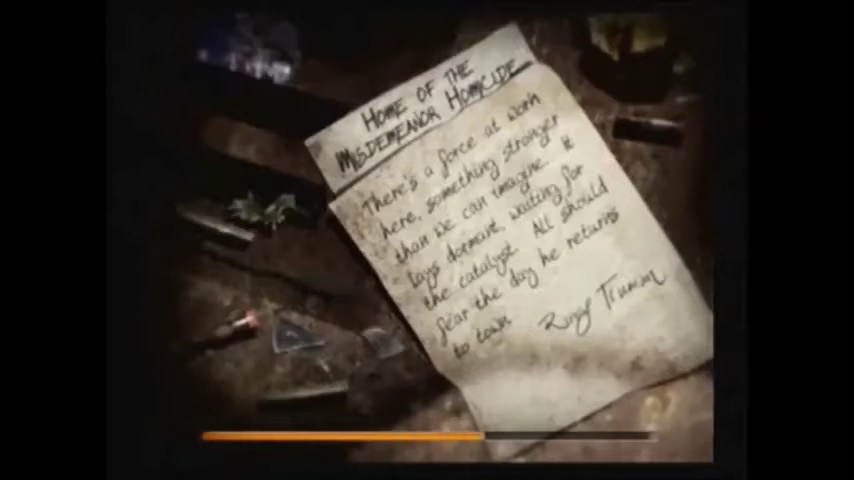 HOME OF THE
MISDEMEANOR HOMICIDE
There's a force at work
here, something stronger
than we can imagine. It
lays dormant, waiting for
the catalyst. All should
fear the day he returns
to town
Trumm